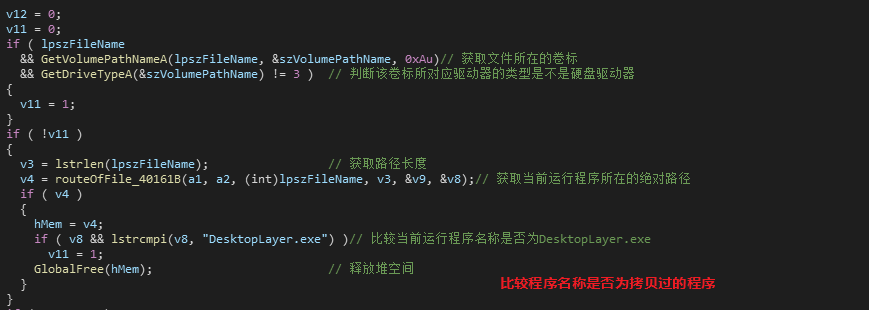 v12 = 0;
v11 = 0;
if ( lpszFileName
&& GetVolumePathNameA(lpszFileName, &szVolumePathName, 0xAu)// 获取文件所在的卷标
&& GetDriveTypeA(&szVolumePathName) != 3 ) // 判断该卷标所对应驱动器的类型是不是硬盘驱动器
{
v11 = 1;
}
if ( !v11 )
{
v3 = lstrlen(lpszFileName); // 获取路径长度
v4 = routeOfFile_40161B(a1, a2, (int)lpszFileName, v3, &v9, &v8);// 获取当前运行程序所在的绝对路径
if ( v4 )
{
hMem = v4;
if ( v8 && lstrcmpi(v8, "DesktopLayer.exe") )// 比较当前运行程序名称是否为DesktopLayer.exe
v11 = 1;
GlobalFree(hMem); // 释放堆空间
}
比较程序名称是否为拷贝过的程序
}